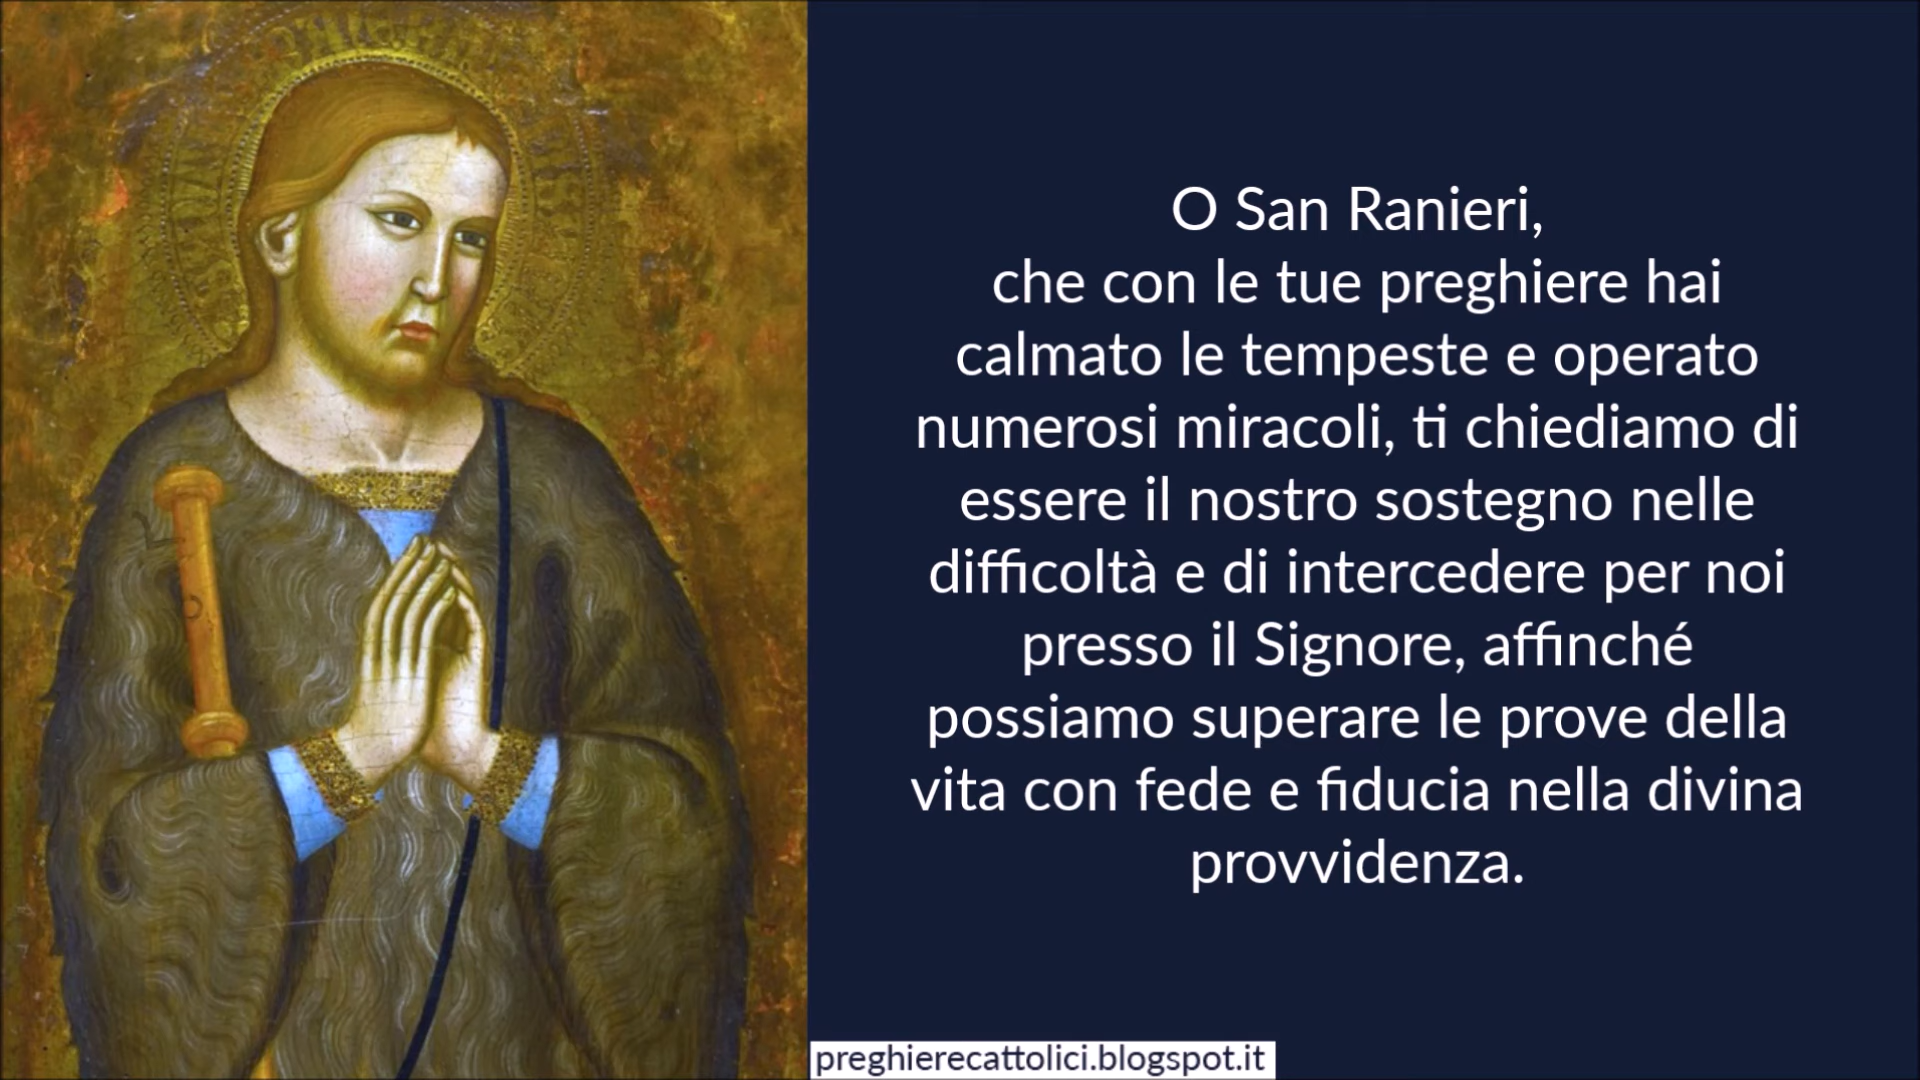 O San Ranieri,
che con le tue preghiere hai
calmato le tempeste e operato
numerosi miracoli, ti chiediamo di
essere il nostro sostegno nelle
difficoltà e di intercedere per noi
presso il Signore, affinché
possiamo superare le prove della
vita con fede e fiducia nella divina
provvidenza.
preghierecattolici.blogspot.it